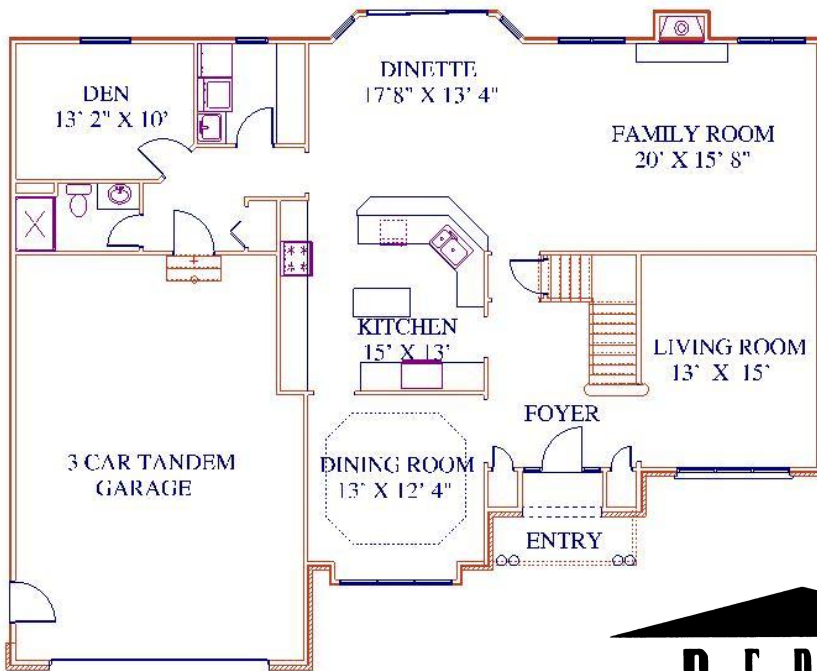 DINETTE
17'8" X 13' 4"
DEN
13' 2" X 10'
FAMILY ROOM
20' X 15' 8"
KITCHEN
15' X 13'
LIVING ROOM
13' X 15'
FOYER
3 CAR TANDEM
GARAGE
DINING ROOM
13' X 12' 4"
ENTRY